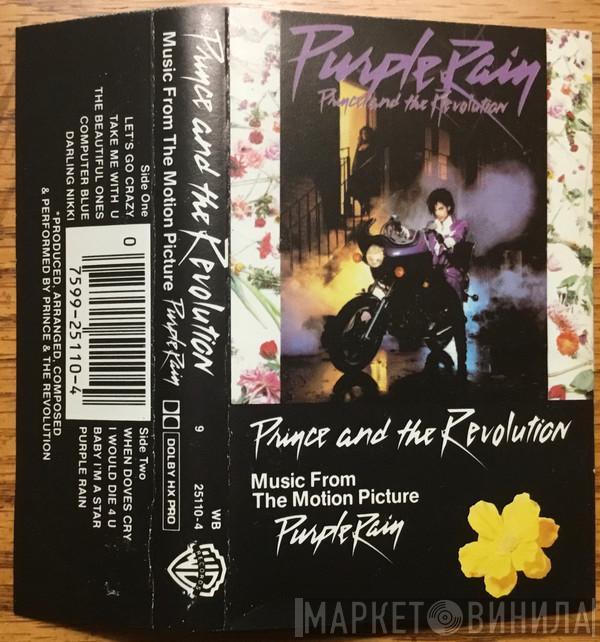 Side One
LET'S GO CRAZY
TAKE ME WITH U
THE BEAUTIFUL ONES
COMPUTER BLUE
DARLING NIKKI
*PRODUCED, ARRANGED, COMPOSED
& PERFORMED BY PRINCE & THE REVOLUTION
0 7599-25110-4
Side Two
WHEN DOVES CRY
I WOULD DIE 4 U
BABY I'M A STAR
PURPLE RAIN
Prince and the Revolution
Music From The Motion Picture Purple Rain
DOLBY HX PRO
9 25110-4
WB
WB
RECORDS
Purple Rain
Prince and the Revolution
Prince and the Revolution
Music From
The Motion Picture
Purple Rain
МАРКЕТ ВИНИЛА